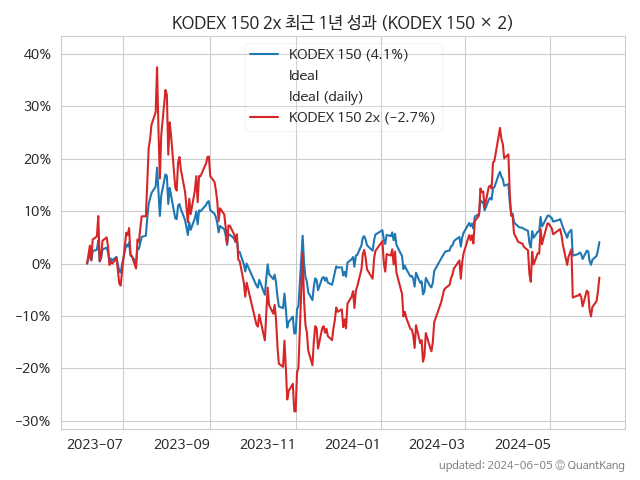 KODEX 150 2x 최근 1년 성과 (KODEX 150 × 2)
KODEX 150 (4.1%)
Ideal
Ideal (daily)
KODEX 150 2x (−2.7%)
40%
30%
20%
10%
0%
−10%
−20%
−30%
2023-07 2023-09 2023-11 2024-01 2024-03 2024-05
updated: 2024-06-05 ⓒ QuantKang